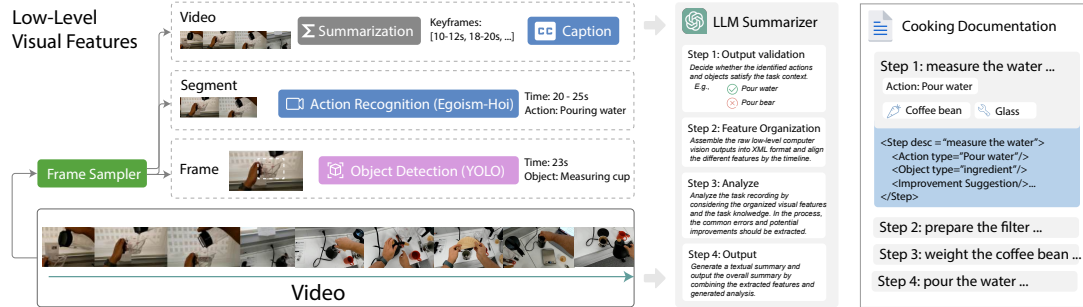 Low-Level
Visual Features
Video
Σ Summarization
Keyframes:
[10-12s, 18-20s, ...]
CC Caption
Segment
Action Recognition (Egoism-Hoi)
Time: 20 - 25s
Action: Pouring water
Frame Sampler
Frame
Object Detection (YOLO)
Time: 23s
Object: Measuring cup
Video
LLM Summarizer
Step 1: Output validation
Decide whether the identified actions
and objects satisfy the task context.
E.g.,
Pour water
Pour bear
Step 2: Feature Organization
Assemble the raw low-level computer
vision outputs into XML format and align
the different features by the timeline.
Step 3: Analyze
Analyze the task recording by
considering the organized visual features
and the task knolwedge. In the process,
the common errors and potential
improvements should be extracted.
Step 4: Output
Generate a textual summary and
output the overall summary by
combining the extracted features and
generated analysis.
Cooking Documentation
Step 1: measure the water ...
Action: Pour water
Coffee bean
Glass
<Step desc ="measure the water">
<Action type="Pour water"/>
<Object type="ingredient"/>
<Improvement Suggestion/>...
</Step>
Step 2: prepare the filter ...
Step 3: weight the coffee bean ...
Step 4: pour the water ...